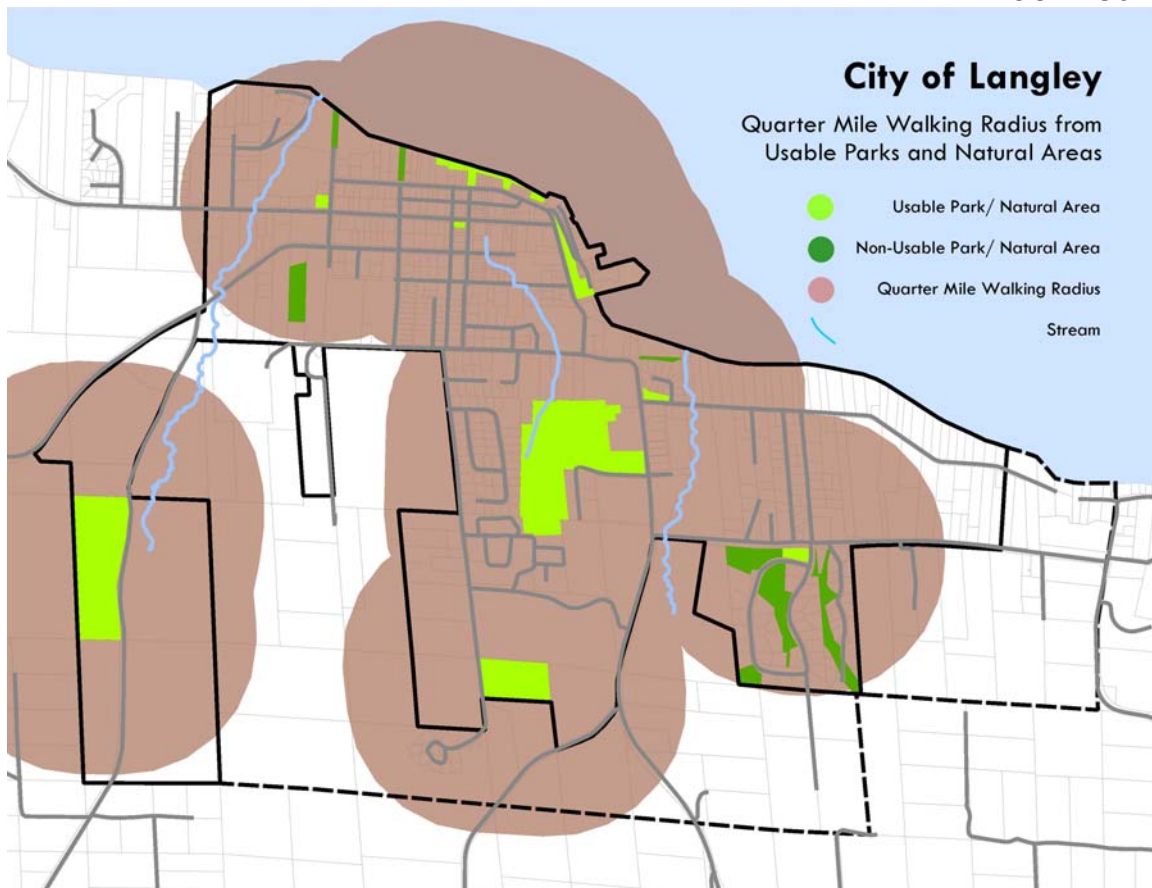 City of Langley
Quarter Mile Walking Radius from
Usable Parks and Natural Areas
Usable Park/ Natural Area
Non-Usable Park/ Natural Area
Quarter Mile Walking Radius
Stream